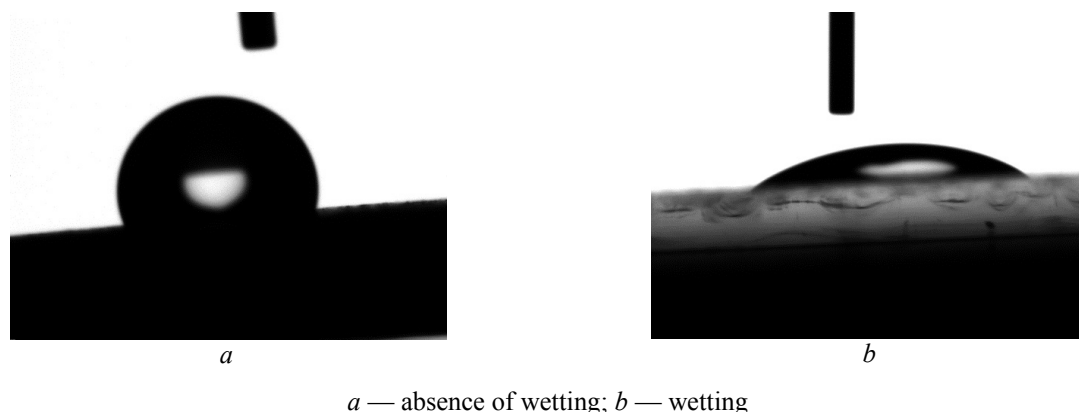 a
b
a — absence of wetting; b — wetting